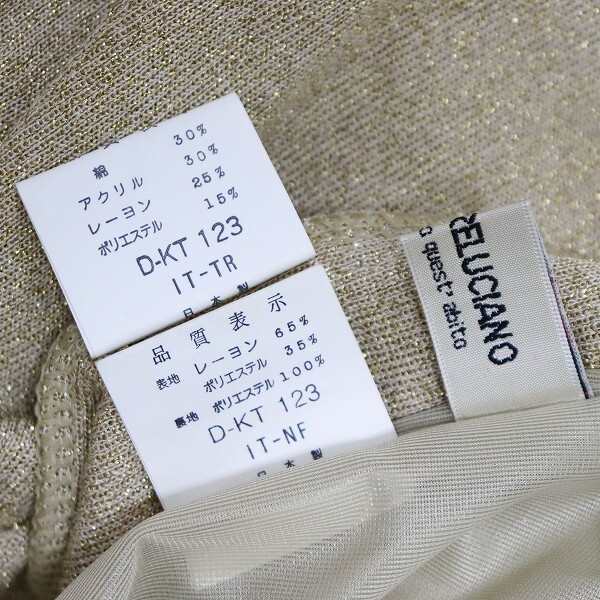 綿 30%
アクリル 30%
レーヨン 25%
ポリエステル 15%
D-KT 123
IT-TR
日本製
品質表示
表地 レーヨン 65%
ポリエステル 35%
裏地 ポリエステル 100%
D-KT 123
IT-NF
日本製
CELUCIANO
a quest' abito